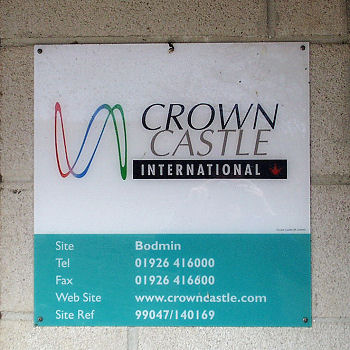 CROWN
CASTLE
INTERNATIONAL
Site Bodmin
Tel 01926 416000
Fax 01926 416600
Web Site www.crowncastle.com
Site Ref 99047/140169